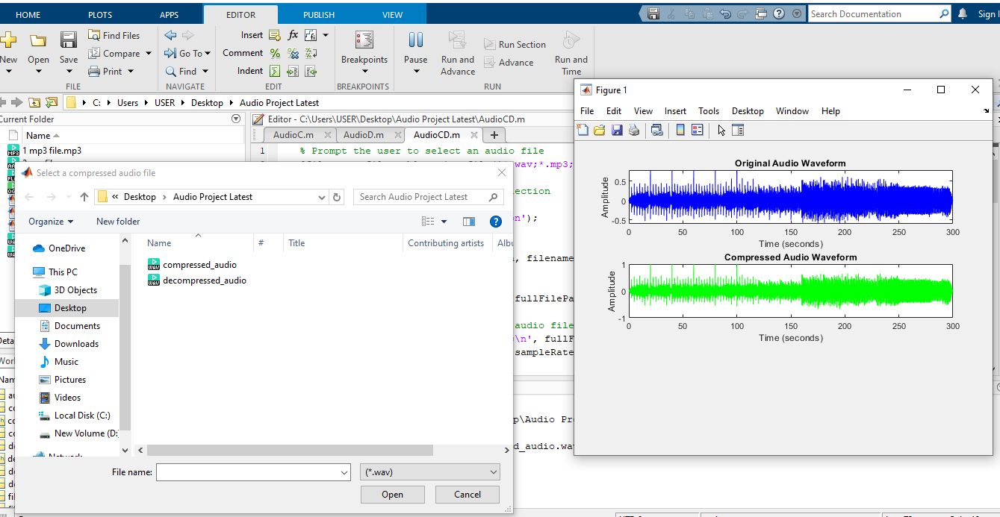 HOME PLOTS APPS EDITOR PUBLISH VIEW
Search Documentation Sign
New Open Save Find Files Compare Print
FILE
Go To Find
NAVIGATE
Insert fx
Comment
Indent
EDIT
Breakpoints
BREAKPOINTS
Pause Run and Advance Run Section Advance Run and Time
RUN
C: Users USER Desktop Audio Project Latest
Current Folder
Name
1 mp3 file.mp3
Editor - C:\Users\USER\Desktop\Audio Project Latest\AudioCD.m
AudioC.m AudioD.m AudioCD.m +
1 % Prompt the user to select an audio file
wav;*.mp3;
n');
, filename
fullFilePa
audio file
\n', fullF
sampleRate
p\Audio Pr
d_audio.wav
Select a compressed audio file
« Desktop Audio Project Latest
Search Audio Project Latest
Organize New folder
OneDrive
This PC
3D Objects
Desktop
Documents
Downloads
Music
Pictures
Videos
Local Disk (C:)
New Volume (D:
Network
Name # Title Contributing artists Albu
compressed_audio
decompressed_audio
File name: (*.wav)
Open Cancel
Figure 1
File Edit View Insert Tools Desktop Window Help
Original Audio Waveform
Amplitude
0.5
0
-0.5
0 50 100 150 200 250 300
Time (seconds)
Compressed Audio Waveform
Amplitude
1
0
-1
0 50 100 150 200 250 300
Time (seconds)